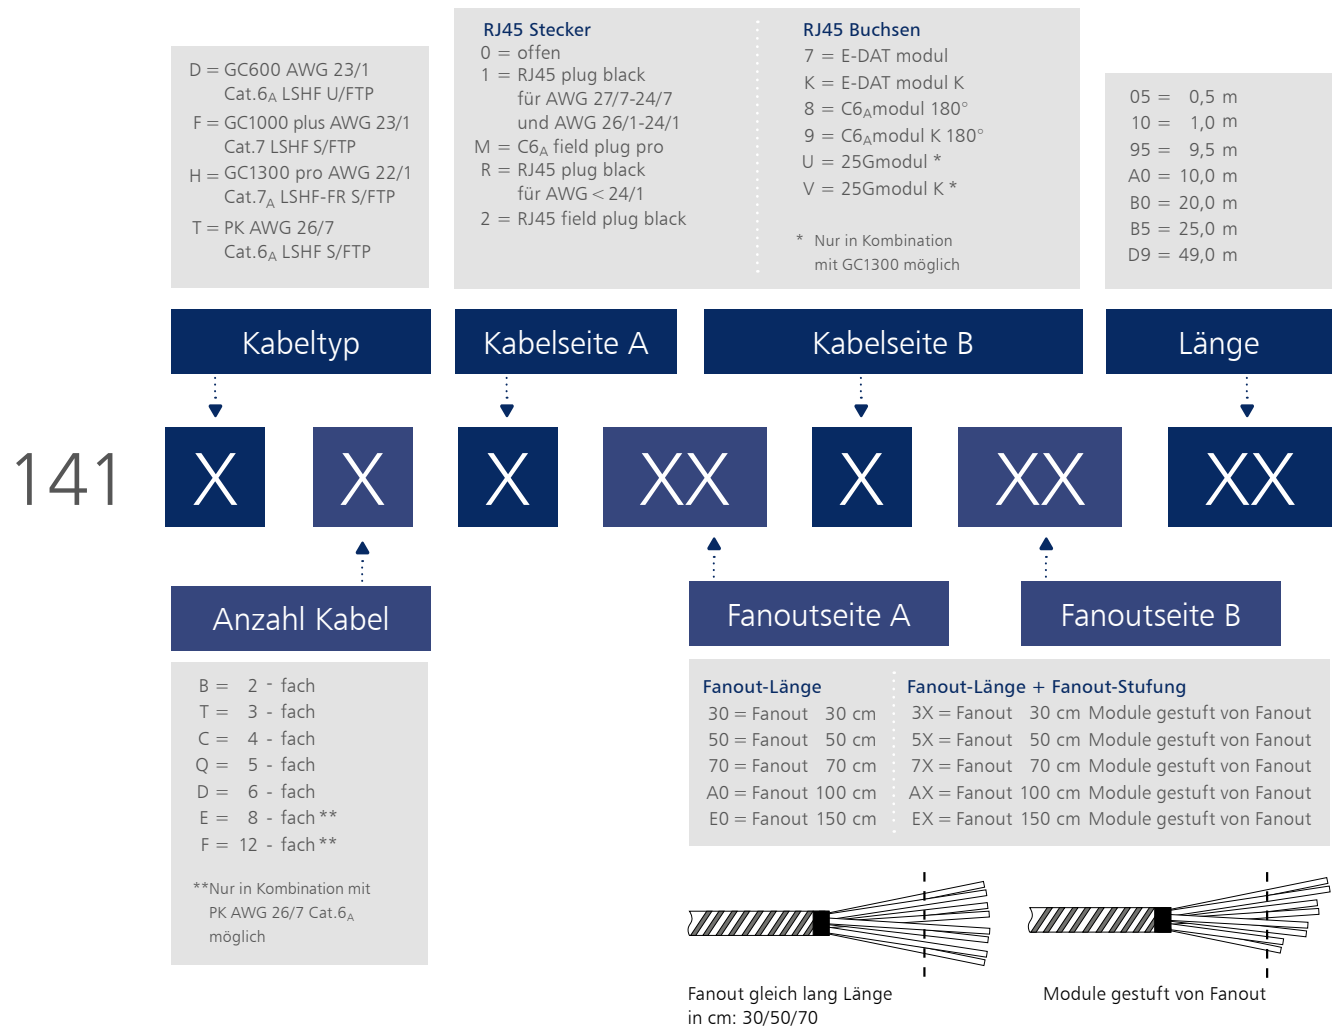 D = GC600 AWG 23/1
Cat.6A LSHF U/FTP
F = GC1000 plus AWG 23/1
Cat.7 LSHF S/FTP
H = GC1300 pro AWG 22/1
Cat.7A LSHF-FR S/FTP
T = PK AWG 26/7
Cat.6A LSHF S/FTP
RJ45 Stecker
0 = offen
1 = RJ45 plug black
für AWG 27/7-24/7
und AWG 26/1-24/1
M = C6A field plug pro
R = RJ45 plug black
für AWG < 24/1
2 = RJ45 field plug black
RJ45 Buchsen
7 = E-DAT modul
K = E-DAT modul K
8 = C6Amodul 180°
9 = C6Amodul K 180°
U = 25Gmodul *
V = 25Gmodul K *
* Nur in Kombination
mit GC1300 möglich
05 = 0,5 m
10 = 1,0 m
95 = 9,5 m
A0 = 10,0 m
B0 = 20,0 m
B5 = 25,0 m
D9 = 49,0 m
Kabeltyp
Kabelseite A
Kabelseite B
Länge
141 X X X XX X XX XX
Anzahl Kabel
Fanoutseite A
Fanoutseite B
B = 2 - fach
T = 3 - fach
C = 4 - fach
Q = 5 - fach
D = 6 - fach
E = 8 - fach **
F = 12 - fach **
**Nur in Kombination mit
PK AWG 26/7 Cat.6A
möglich
Fanout-Länge
30 = Fanout 30 cm
50 = Fanout 50 cm
70 = Fanout 70 cm
A0 = Fanout 100 cm
E0 = Fanout 150 cm
Fanout-Länge + Fanout-Stufung
3X = Fanout 30 cm Module gestuft von Fanout
5X = Fanout 50 cm Module gestuft von Fanout
7X = Fanout 70 cm Module gestuft von Fanout
AX = Fanout 100 cm Module gestuft von Fanout
EX = Fanout 150 cm Module gestuft von Fanout
Fanout gleich lang Länge
in cm: 30/50/70
Module gestuft von Fanout